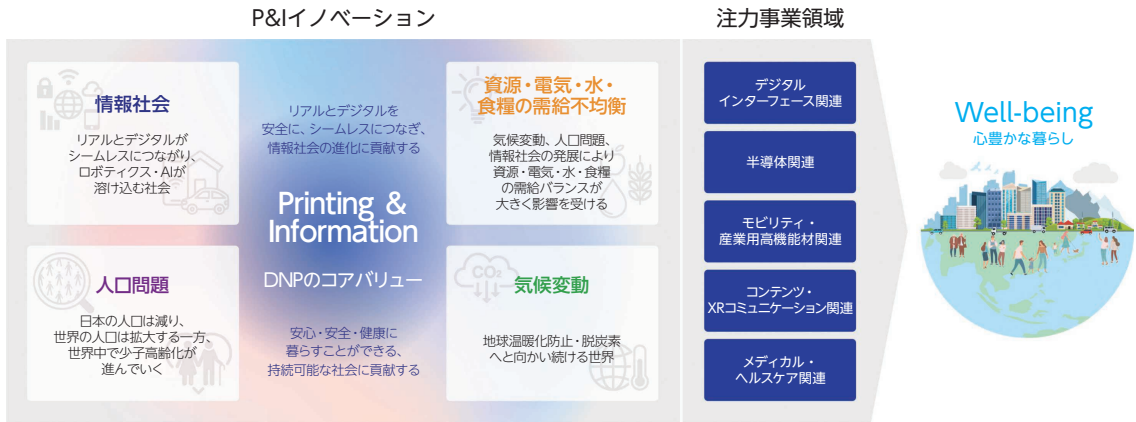 P&Iイノベーション
注力事業領域
情報社会
リアルとデジタルが
シームレスにつながり、
ロボティクス・AIが
溶け込む社会
リアルとデジタルを
安全に、シームレスにつなぎ、
情報社会の進化に貢献する
資源・電気・水・
食糧の需給不均衡
気候変動、人口問題、
情報社会の発展により
資源・電気・水・食糧
の需給バランスが
大きく影響を受ける
Printing &
Information
DNPのコアバリュー
人口問題
日本の人口は減り、
世界の人口は拡大する一方、
世界中で少子高齢化が
進んでいく
安心・安全・健康に
暮らすことができる、
持続可能な社会に貢献する
CO2
気候変動
地球温暖化防止・脱炭素
へと向かい続ける世界
デジタル
インターフェース関連
半導体関連
モビリティ・
産業用高機能材関連
コンテンツ・
XRコミュニケーション関連
メディカル・
ヘルスケア関連
Well-being
心豊かな暮らし